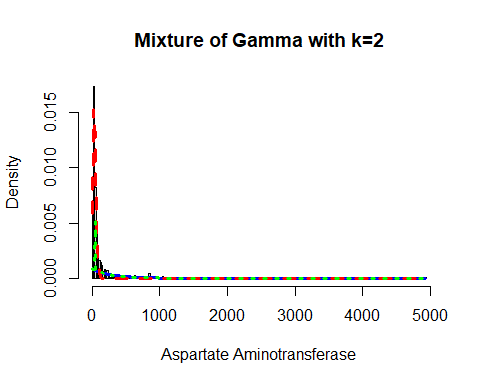 Mixture of Gamma with k=2
Density
0.015
0.010
0.005
0.000
0 1000 2000 3000 4000 5000
Aspartate Aminotransferase